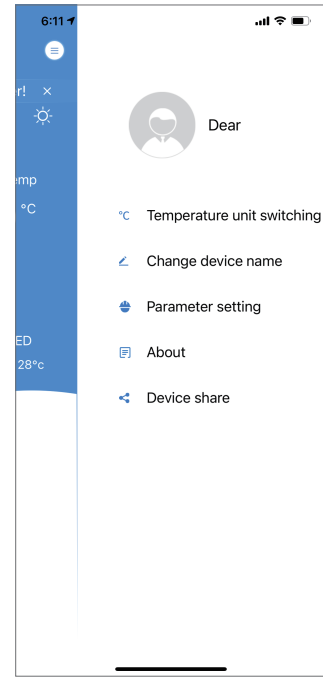 6:11
r! ×
emp
°C
ED
28°c
Dear
°C Temperature unit switching
Change device name
Parameter setting
About
Device share